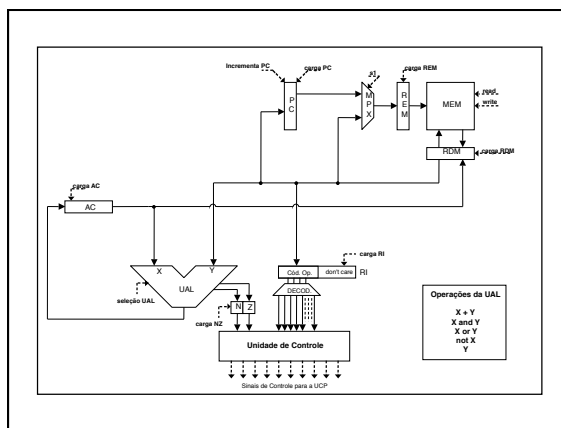 Incrementa PC
carga PC
s1
carga REM
P C
M P X
R E M
MEM
read
write
RDM
carga RDM
carga AC
AC
X
Y
UAL
seleção UAL
carga RI
Cód. Op.
don't care
RI
DECOD.
N Z
carga NZ
Unidade de Controle
Sinais de Controle para a UCP
Operações da UAL
X + Y
X and Y
X or Y
not X
Y